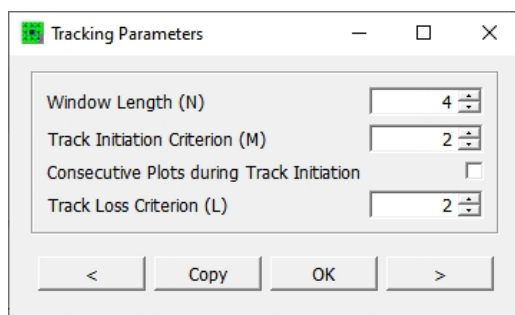 Tracking Parameters
Window Length (N) 4
Track Initiation Criterion (M) 2
Consecutive Plots during Track Initiation
Track Loss Criterion (L) 2
< Copy OK >